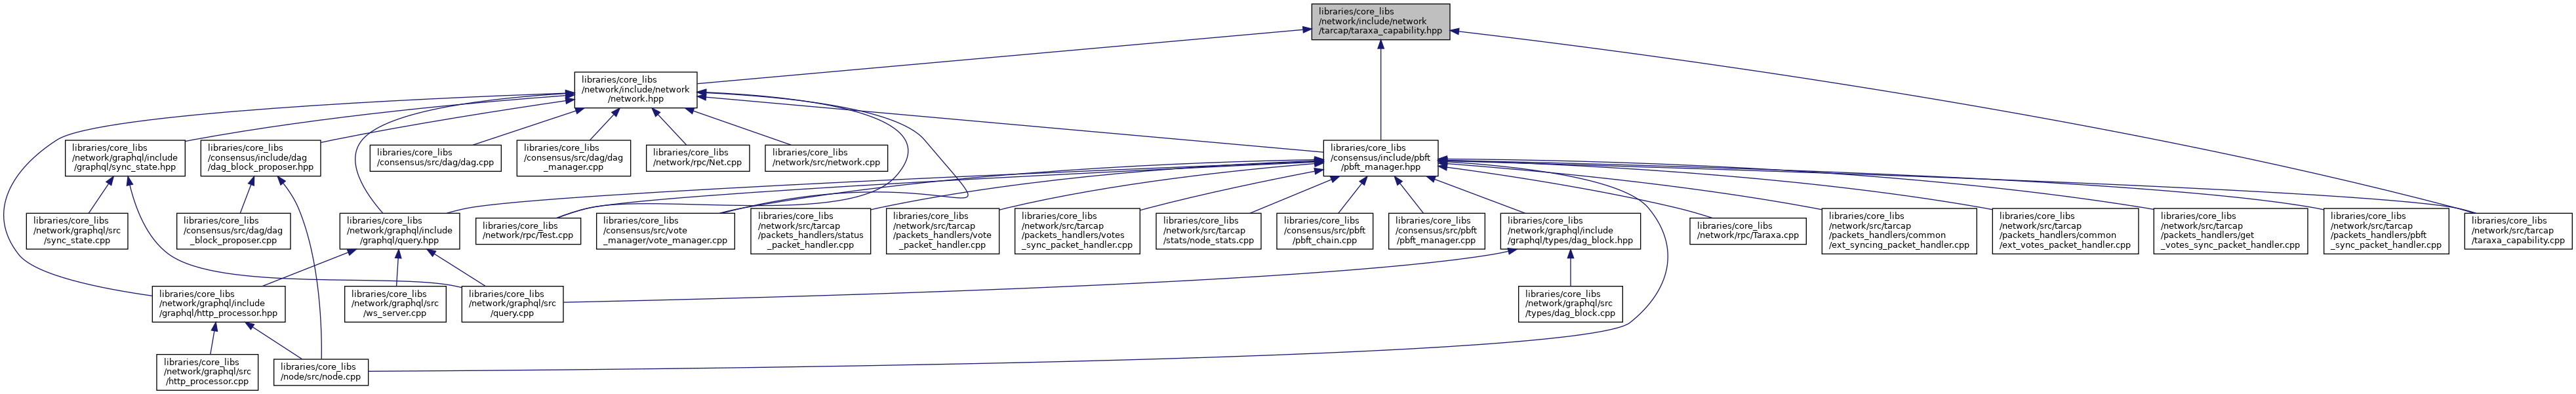 libraries/core_libs
/network/include/network
/tarcap/taraxa_capability.hpp
libraries/core_libs
/network/include/network
/network.hpp
libraries/core_libs
/network/graphql/include
/graphql/sync_state.hpp
libraries/core_libs
/consensus/include/dag
/dag_block_proposer.hpp
libraries/core_libs
/consensus/src/dag/dag.cpp
libraries/core_libs
/consensus/src/dag/dag
_manager.cpp
libraries/core_libs
/network/rpc/Net.cpp
libraries/core_libs
/network/src/network.cpp
libraries/core_libs
/consensus/include/pbft
/pbft_manager.hpp
libraries/core_libs
/network/graphql/src
/sync_state.cpp
libraries/core_libs
/consensus/src/dag/dag
_block_proposer.cpp
libraries/core_libs
/network/graphql/include
/graphql/query.hpp
libraries/core_libs
/network/rpc/Test.cpp
libraries/core_libs
/consensus/src/vote
_manager/vote_manager.cpp
libraries/core_libs
/network/src/tarcap
/packets_handlers/status
_packet_handler.cpp
libraries/core_libs
/network/src/tarcap
/packets_handlers/vote
_packet_handler.cpp
libraries/core_libs
/network/src/tarcap
/packets_handlers/votes
_sync_packet_handler.cpp
libraries/core_libs
/network/src/tarcap
/stats/node_stats.cpp
libraries/core_libs
/consensus/src/pbft
/pbft_chain.cpp
libraries/core_libs
/consensus/src/pbft
/pbft_manager.cpp
libraries/core_libs
/network/graphql/include
/graphql/types/dag_block.hpp
libraries/core_libs
/network/rpc/Taraxa.cpp
libraries/core_libs
/network/src/tarcap
/packets_handlers/common
/ext_syncing_packet_handler.cpp
libraries/core_libs
/network/src/tarcap
/packets_handlers/common
/ext_votes_packet_handler.cpp
libraries/core_libs
/network/src/tarcap
/packets_handlers/get
_votes_sync_packet_handler.cpp
libraries/core_libs
/network/src/tarcap
/packets_handlers/pbft
_sync_packet_handler.cpp
libraries/core_libs
/network/src/tarcap
/taraxa_capability.cpp
libraries/core_libs
/network/graphql/include
/graphql/http_processor.hpp
libraries/core_libs
/network/graphql/src
/ws_server.cpp
libraries/core_libs
/network/graphql/src
/query.cpp
libraries/core_libs
/network/graphql/src
/types/dag_block.cpp
libraries/core_libs
/network/graphql/src
/http_processor.cpp
libraries/core_libs
/node/src/node.cpp